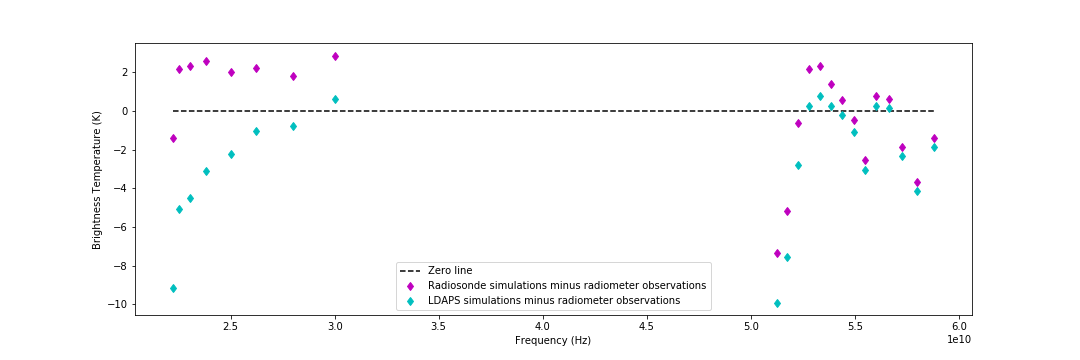 2
0
−2
−4
−6
−8
−10
Brightness Temperature (K)
Zero line
Radiosonde simulations minus radiometer observations
LDAPS simulations minus radiometer observations
2.5 3.0 3.5 4.0 4.5 5.0 5.5 6.0
1e10
Frequency (Hz)